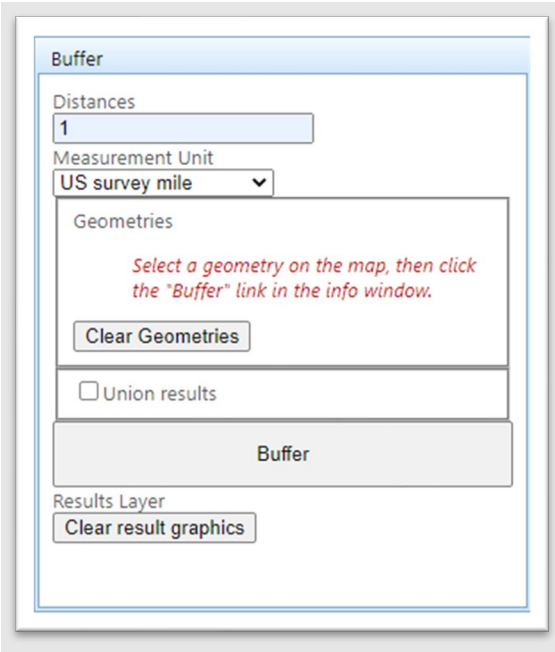 Buffer
Distances
1
Measurement Unit
US survey mile
Geometries
Select a geometry on the map, then click
the "Buffer" link in the info window.
Clear Geometries
Union results
Buffer
Results Layer
Clear result graphics